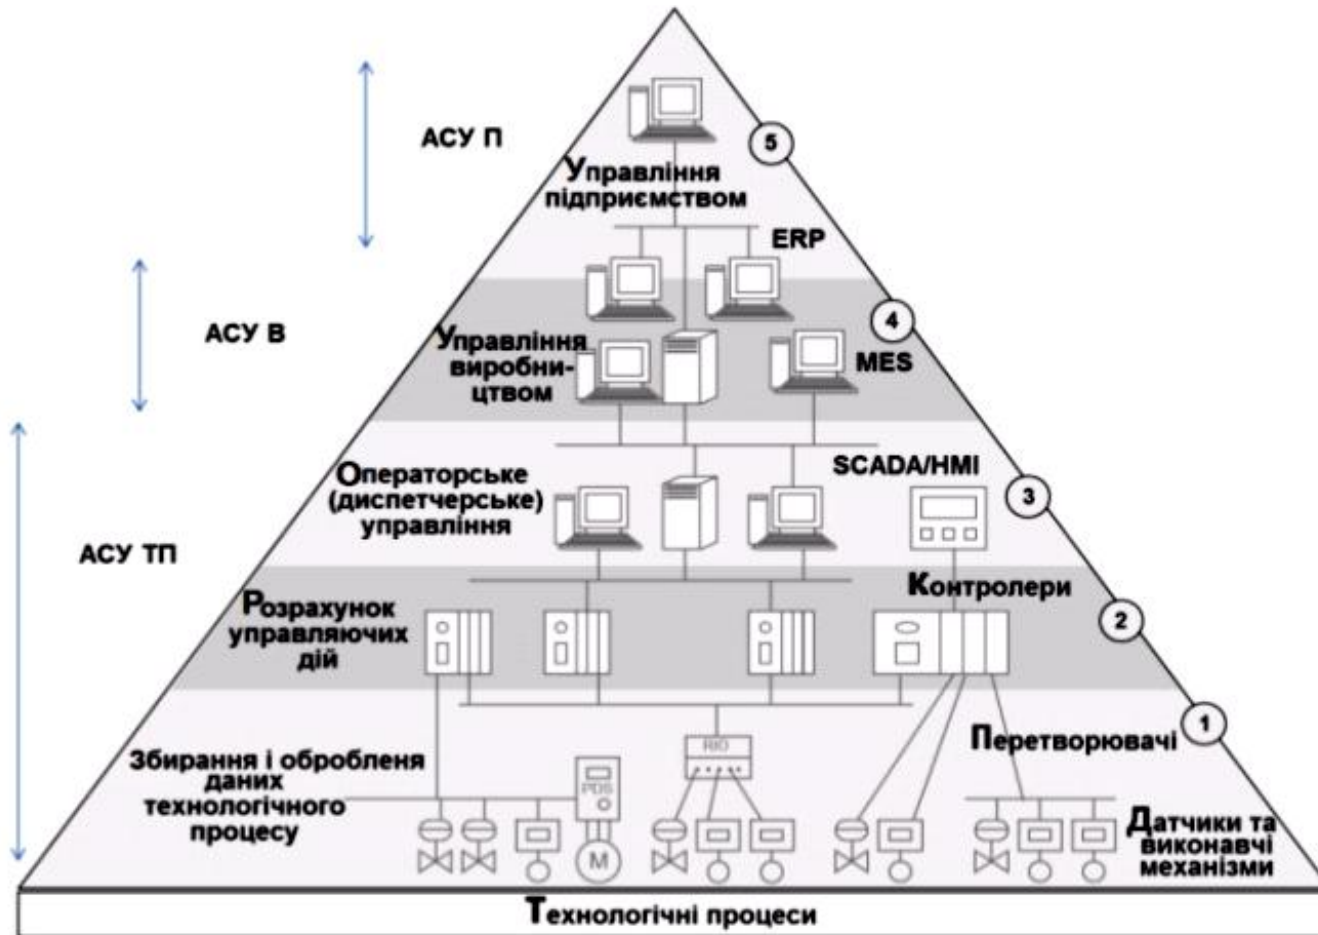 АСУ П
5
Управління
підприємством
ERP
АСУ В
4
Управління
виробни-
цтвом
MES
SCADA/HMI
Операторське
(диспетчерське)
управління
3
АСУ ТП
Контролери
Розрахунок
управляючих
дій
2
1
Перетворювачі
RIO
Збирання і обробленя
даних
технологічного
процесу
PDS
M
Датчики та
виконавчі
механізми
Технологічні процеси